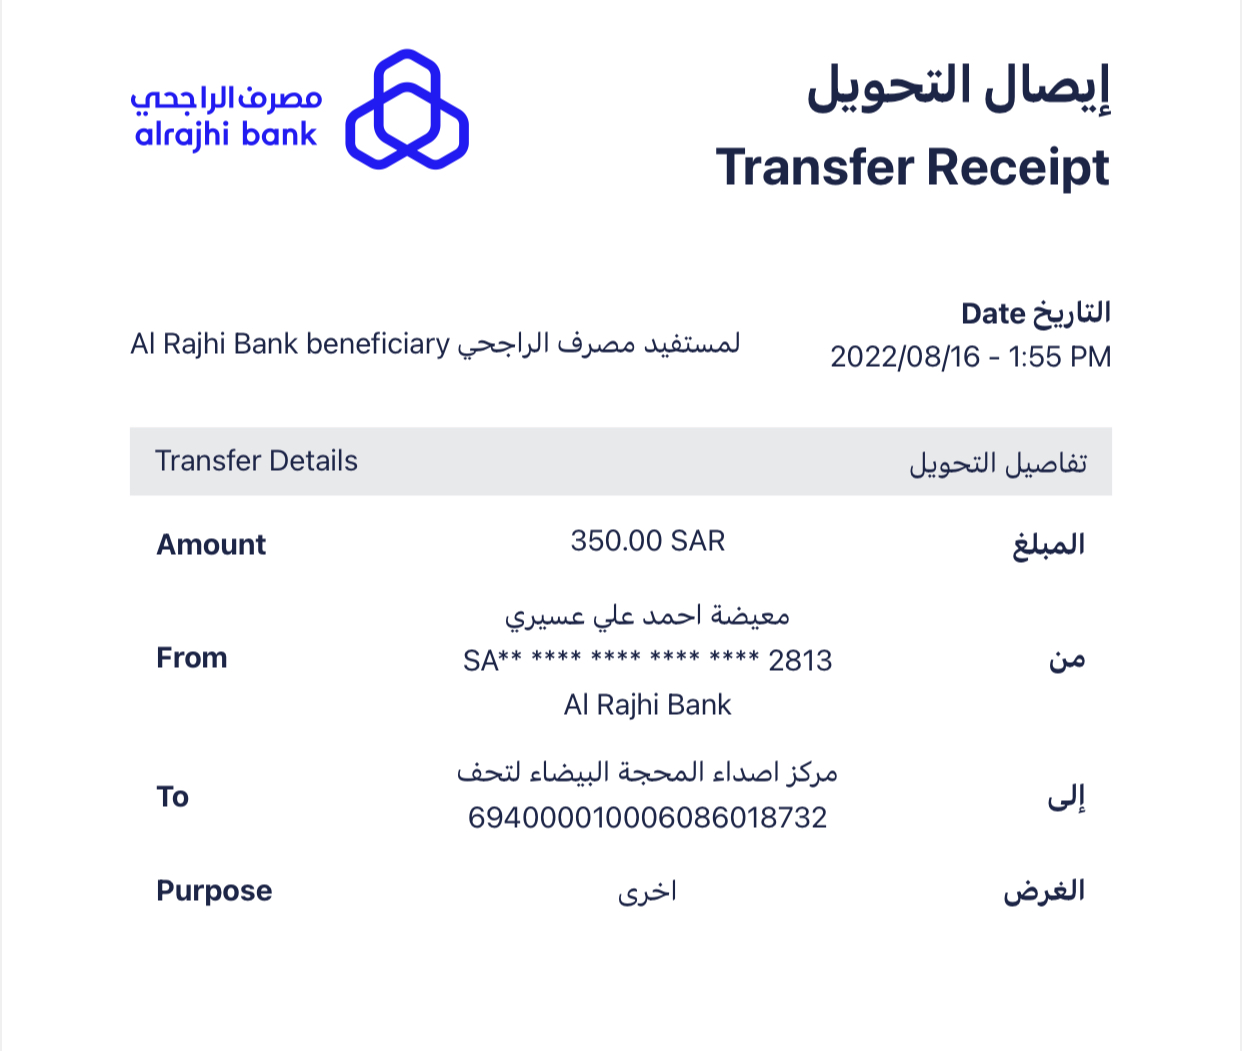 مصرف الراجحي
alrajhi bank
إيصال التحويل
Transfer Receipt
التاريخ Date
2022/08/16 - 1:55 PM
لمستفيد مصرف الراجحي Al Rajhi Bank beneficiary
Transfer Details تفاصيل التحويل
Amount 350.00 SAR المبلغ
معيضة احمد علي عسيري
From SA** **** **** **** **** 2813 من
Al Rajhi Bank
مركز اصداء المحجة البيضاء لتحف
To إلى
694000010006086018732
Purpose اخرى الغرض